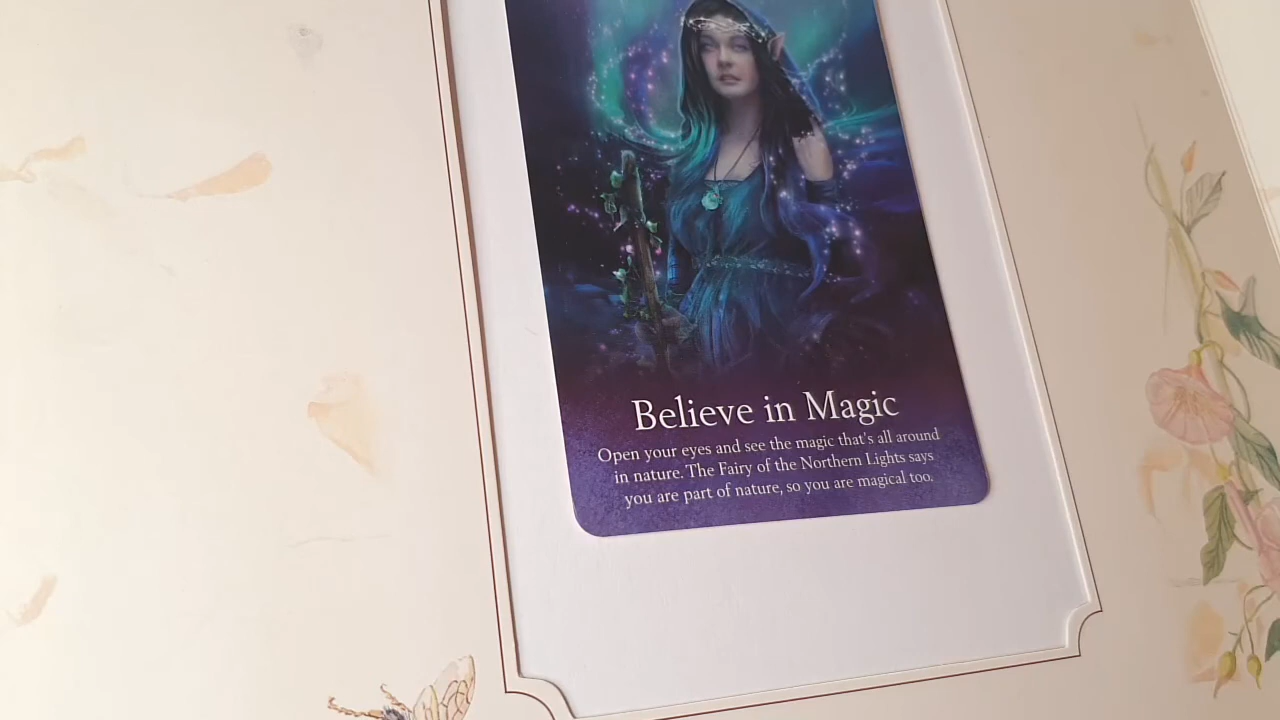 Believe in Magic
Open your eyes and see the magic that's all around
in nature. The Fairy of the Northern Lights says
you are part of nature, so you are magical too.